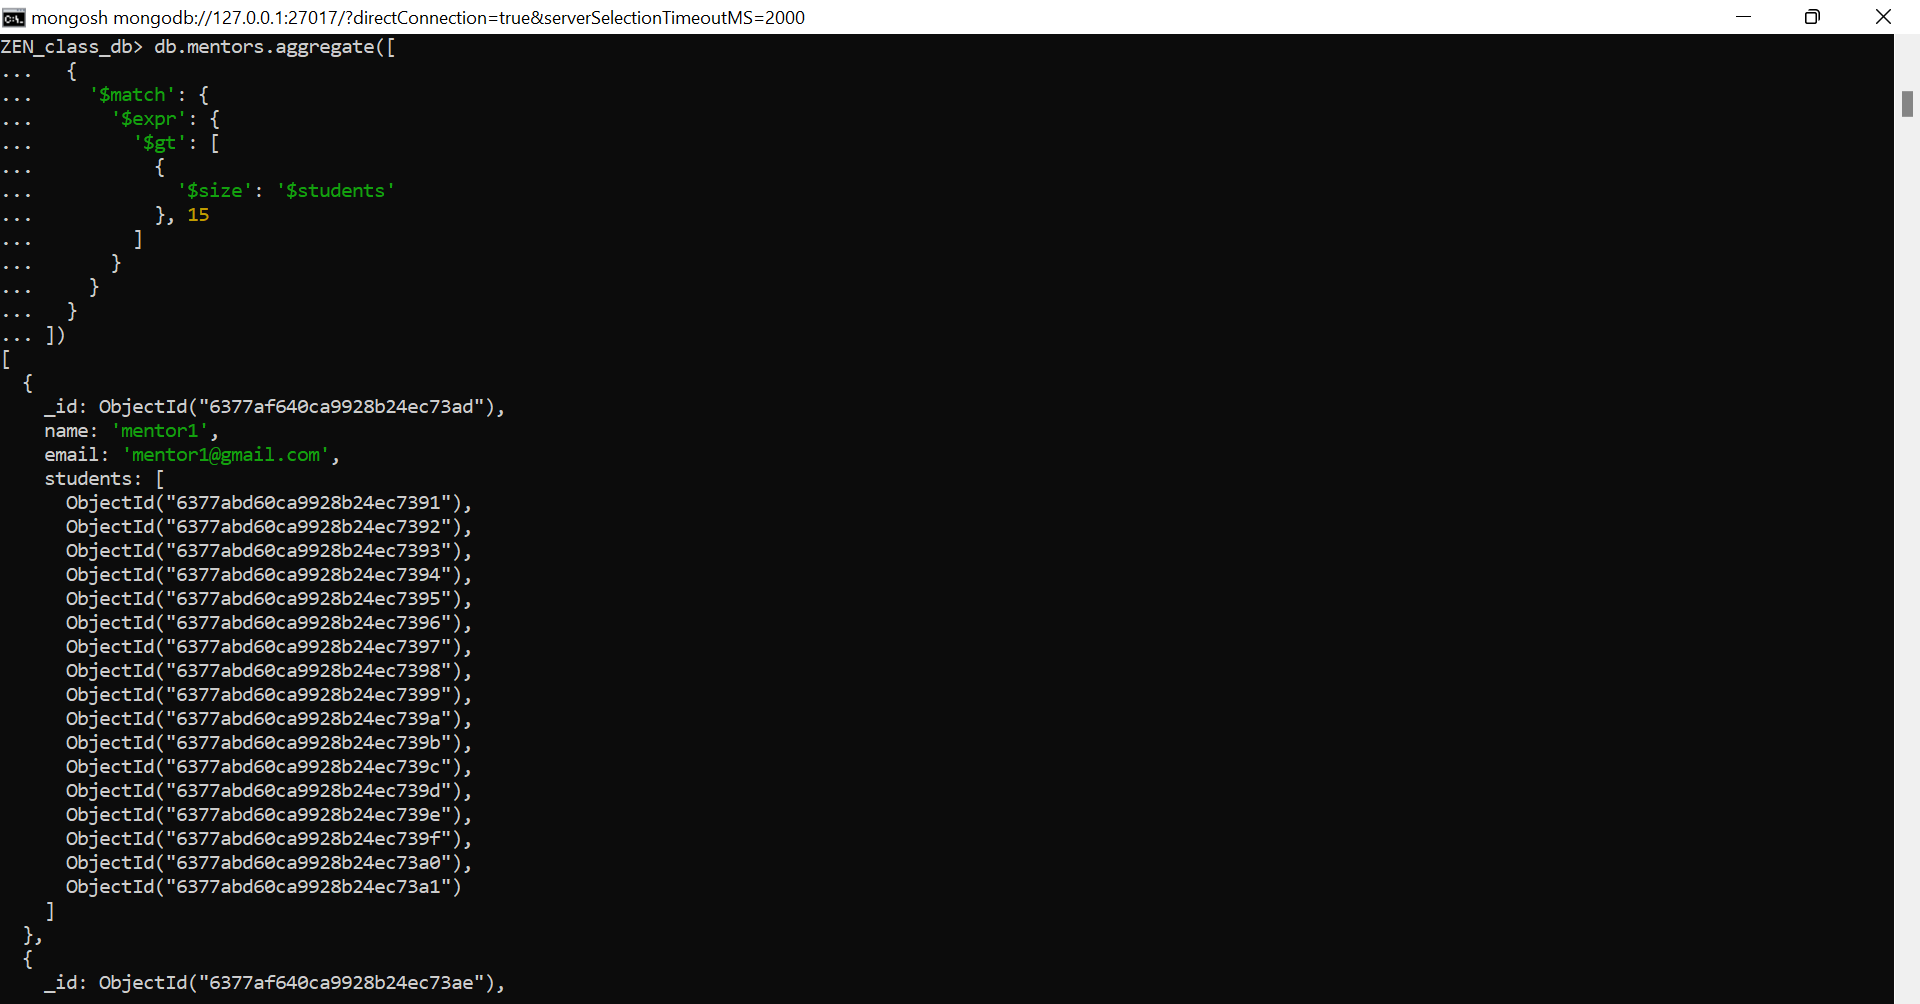 mongosh mongodb://127.0.0.1:27017/?directConnection=true&serverSelectionTimeoutMS=2000
ZEN_class_db> db.mentors.aggregate([
...   {
...     '$match': {
...       '$expr': {
...         '$gt': [
...           {
...             '$size': '$students'
...           }, 15
...         ]
...       }
...     }
...   }
... ])
[
  {
    _id: ObjectId("6377af640ca9928b24ec73ad"),
    name: 'mentor1',
    email: 'mentor1@gmail.com',
    students: [
      ObjectId("6377abd60ca9928b24ec7391"),
      ObjectId("6377abd60ca9928b24ec7392"),
      ObjectId("6377abd60ca9928b24ec7393"),
      ObjectId("6377abd60ca9928b24ec7394"),
      ObjectId("6377abd60ca9928b24ec7395"),
      ObjectId("6377abd60ca9928b24ec7396"),
      ObjectId("6377abd60ca9928b24ec7397"),
      ObjectId("6377abd60ca9928b24ec7398"),
      ObjectId("6377abd60ca9928b24ec7399"),
      ObjectId("6377abd60ca9928b24ec739a"),
      ObjectId("6377abd60ca9928b24ec739b"),
      ObjectId("6377abd60ca9928b24ec739c"),
      ObjectId("6377abd60ca9928b24ec739d"),
      ObjectId("6377abd60ca9928b24ec739e"),
      ObjectId("6377abd60ca9928b24ec739f"),
      ObjectId("6377abd60ca9928b24ec73a0"),
      ObjectId("6377abd60ca9928b24ec73a1")
    ]
  },
  {
    _id: ObjectId("6377af640ca9928b24ec73ae"),